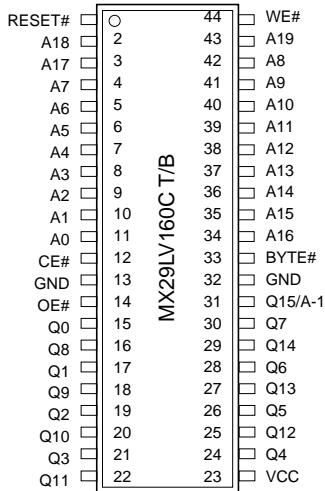 RESET# 44 WE#
A18 2 43 A19
A17 3 42 A8
A7 4 41 A9
A6 5 40 A10
A5 6 39 A11
A4 7 38 A12
A3 8 37 A13
A2 9 36 A14
A1 10 35 A15
A0 11 34 A16
CE# 12 33 BYTE#
GND 13 32 GND
OE# 14 31 Q15/A-1
Q0 15 30 Q7
Q8 16 29 Q14
Q1 17 28 Q6
Q9 18 27 Q13
Q2 19 26 Q5
Q10 20 25 Q12
Q3 21 24 Q4
Q11 22 23 VCC
MX29LV160C T/B